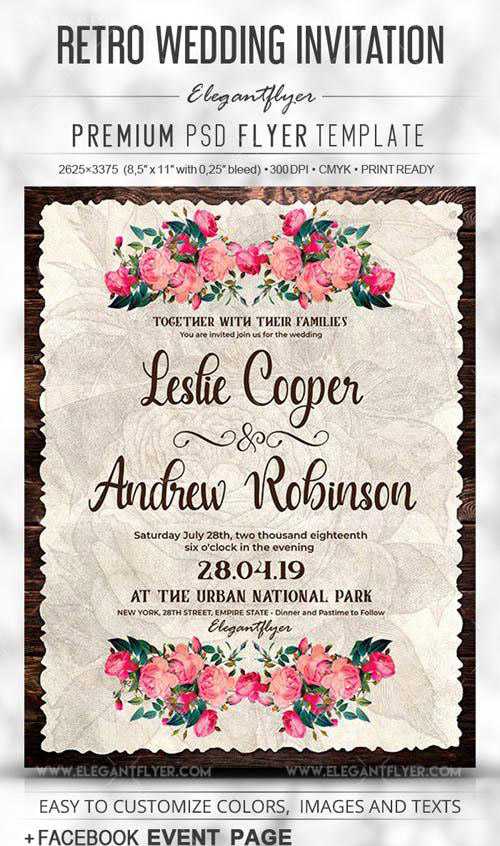 RETRO WEDDING INVITATION
Elegantflyer
PREMIUM PSD FLYER TEMPLATE
2625×3375 (8,5" x 11" with 0,25" bleed) • 300 DPI • CMYK • PRINT READY
TOGETHER WITH THEIR FAMILIES
You are invited join us for the wedding
Leslie Cooper
&
Andrew Robinson
Saturday July 28th, two thousand eighteenth
six o'clock in the evening
28.04.19
AT THE URBAN NATIONAL PARK
NEW YORK, 28TH STREET, EMPIRE STATE - Dinner and Pastime to Follow
Elegantflyer
WWW.ELEGANTFLYER.COM WWW.ELEGANTFLYER.COM
EASY TO CUSTOMIZE COLORS, IMAGES AND TEXTS
+FACEBOOK EVENT PAGE